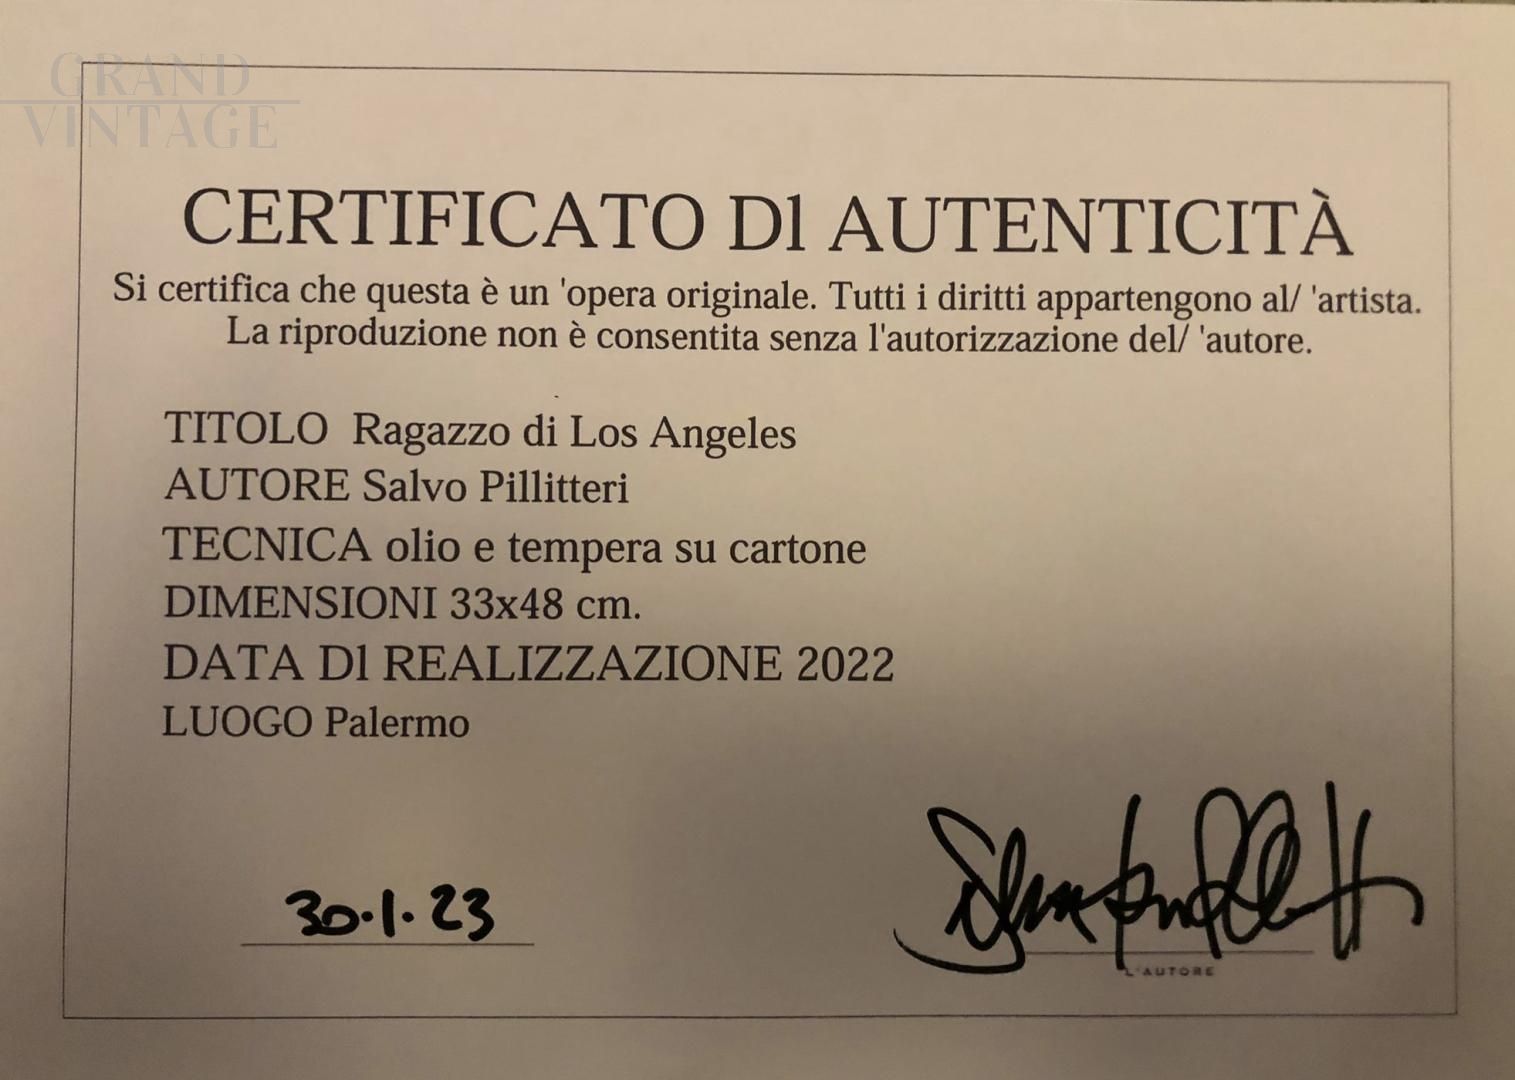 GRAND
VINTAGE
CERTIFICATO Dl AUTENTICITÀ
Si certifica che questa è un 'opera originale. Tutti i diritti appartengono al/ 'artista.
La riproduzione non è consentita senza l'autorizzazione del/ 'autore.
TITOLO Ragazzo di Los Angeles
AUTORE Salvo Pillitteri
TECNICA olio e tempera su cartone
DIMENSIONI 33x48 cm.
DATA Dl REALIZZAZIONE 2022
LUOGO Palermo
30.1.23
L'AUTORE